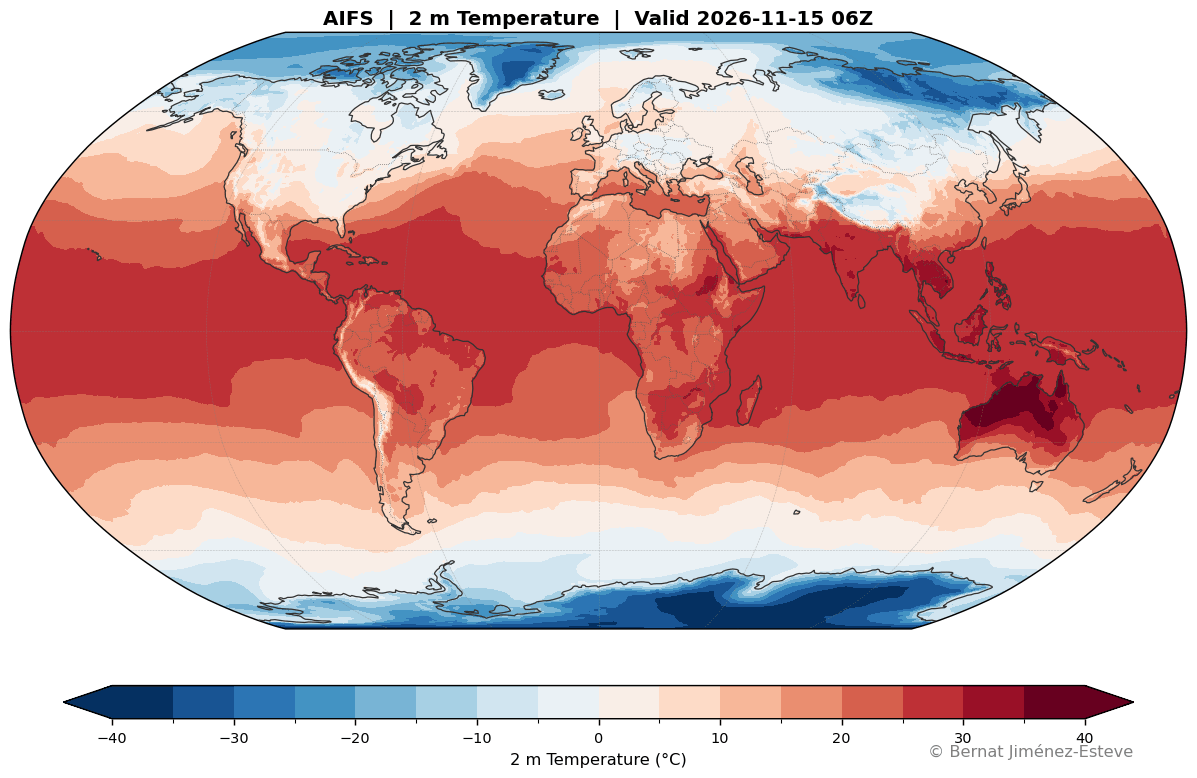 AIFS | 2 m Temperature | Valid 2026-11-15 06Z
−40 −30 −20 −10 0 10 20 30 40
2 m Temperature (°C)
© Bernat Jiménez-Esteve